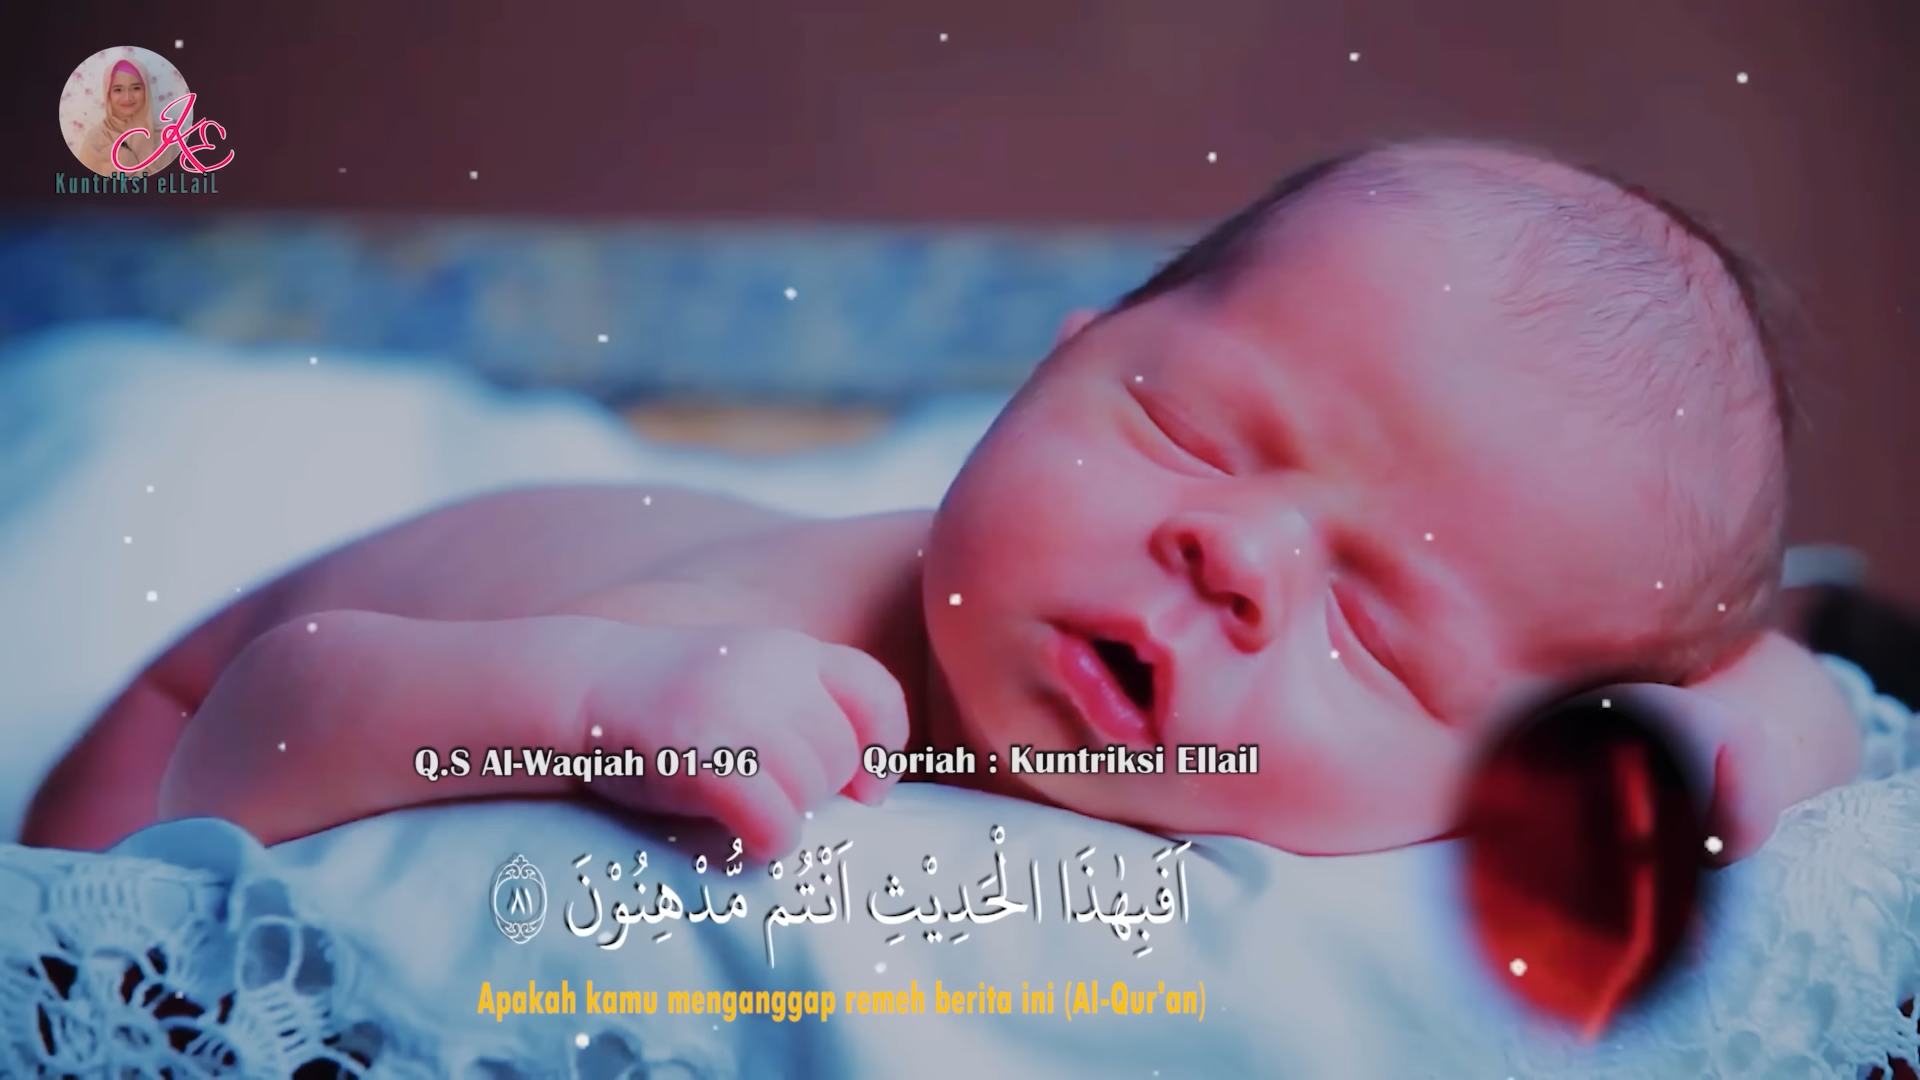 KE
Kuntriksi eLLaiL
Q.S Al-Waqiah 01-96
Qoriah : Kuntriksi Ellail
اَفَبِهٰذَا الْحَدِيْثِ اَنْتُمْ مُّدْهِنُوْنَ ۝٨١
Apakah kamu menganggap remeh berita ini (Al-Qur'an)